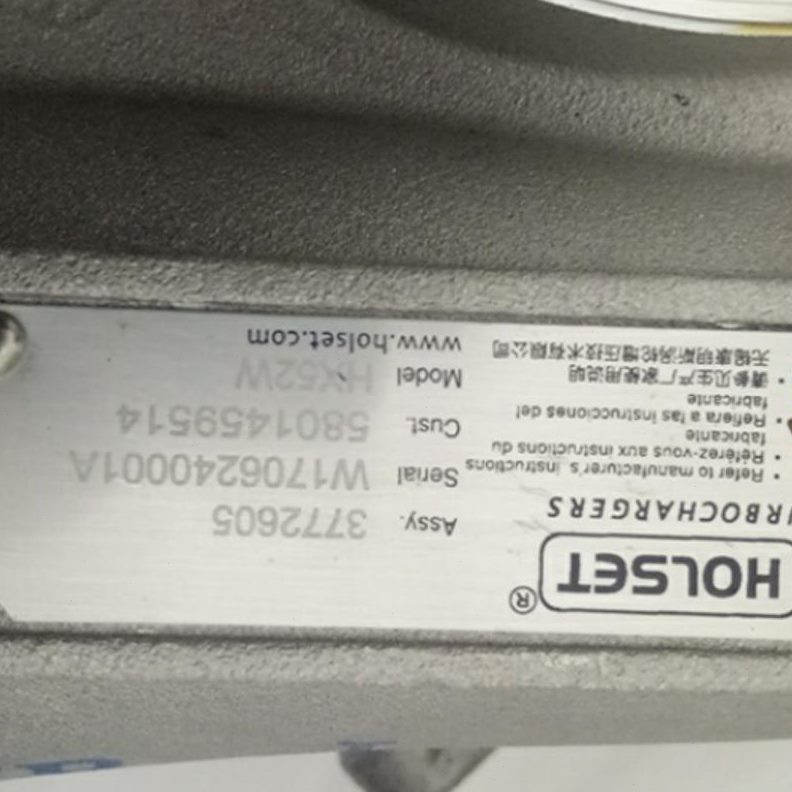 HOLSET®
RBOCHARGERS
• Refer to manufacturer's instructions
• Référez-vous aux instructions du
fabricante
• Refiera a las instrucciones del
fabricante
• 请参见生产厂家使用说明
无锡康明斯涡轮增压技术有限公司
Assy. 3772605
Serial W1706240001A
Cust. 5801459514
Model HX52W
www.holset.com